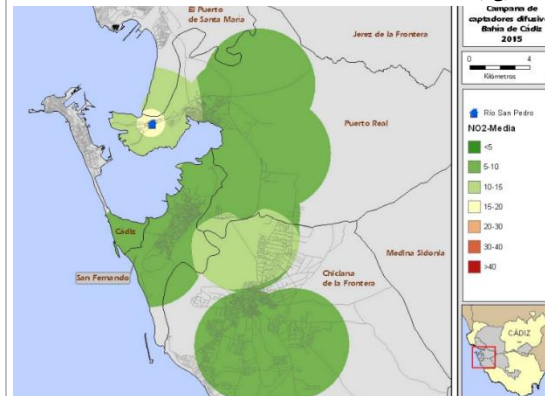 El Puerto
de Santa María
Jerez de la Frontera
Puerto Real
Cádiz
San Fernando
Medina Sidonia
Chiclana
de la Frontera
Campaña de
captadores difusiv
Bahía de Cádiz
2015
0 4
Kilómetros
Río San Pedro
NO2-Media
<5
5-10
10-15
15-20
20-30
30-40
>40
CÁDIZ